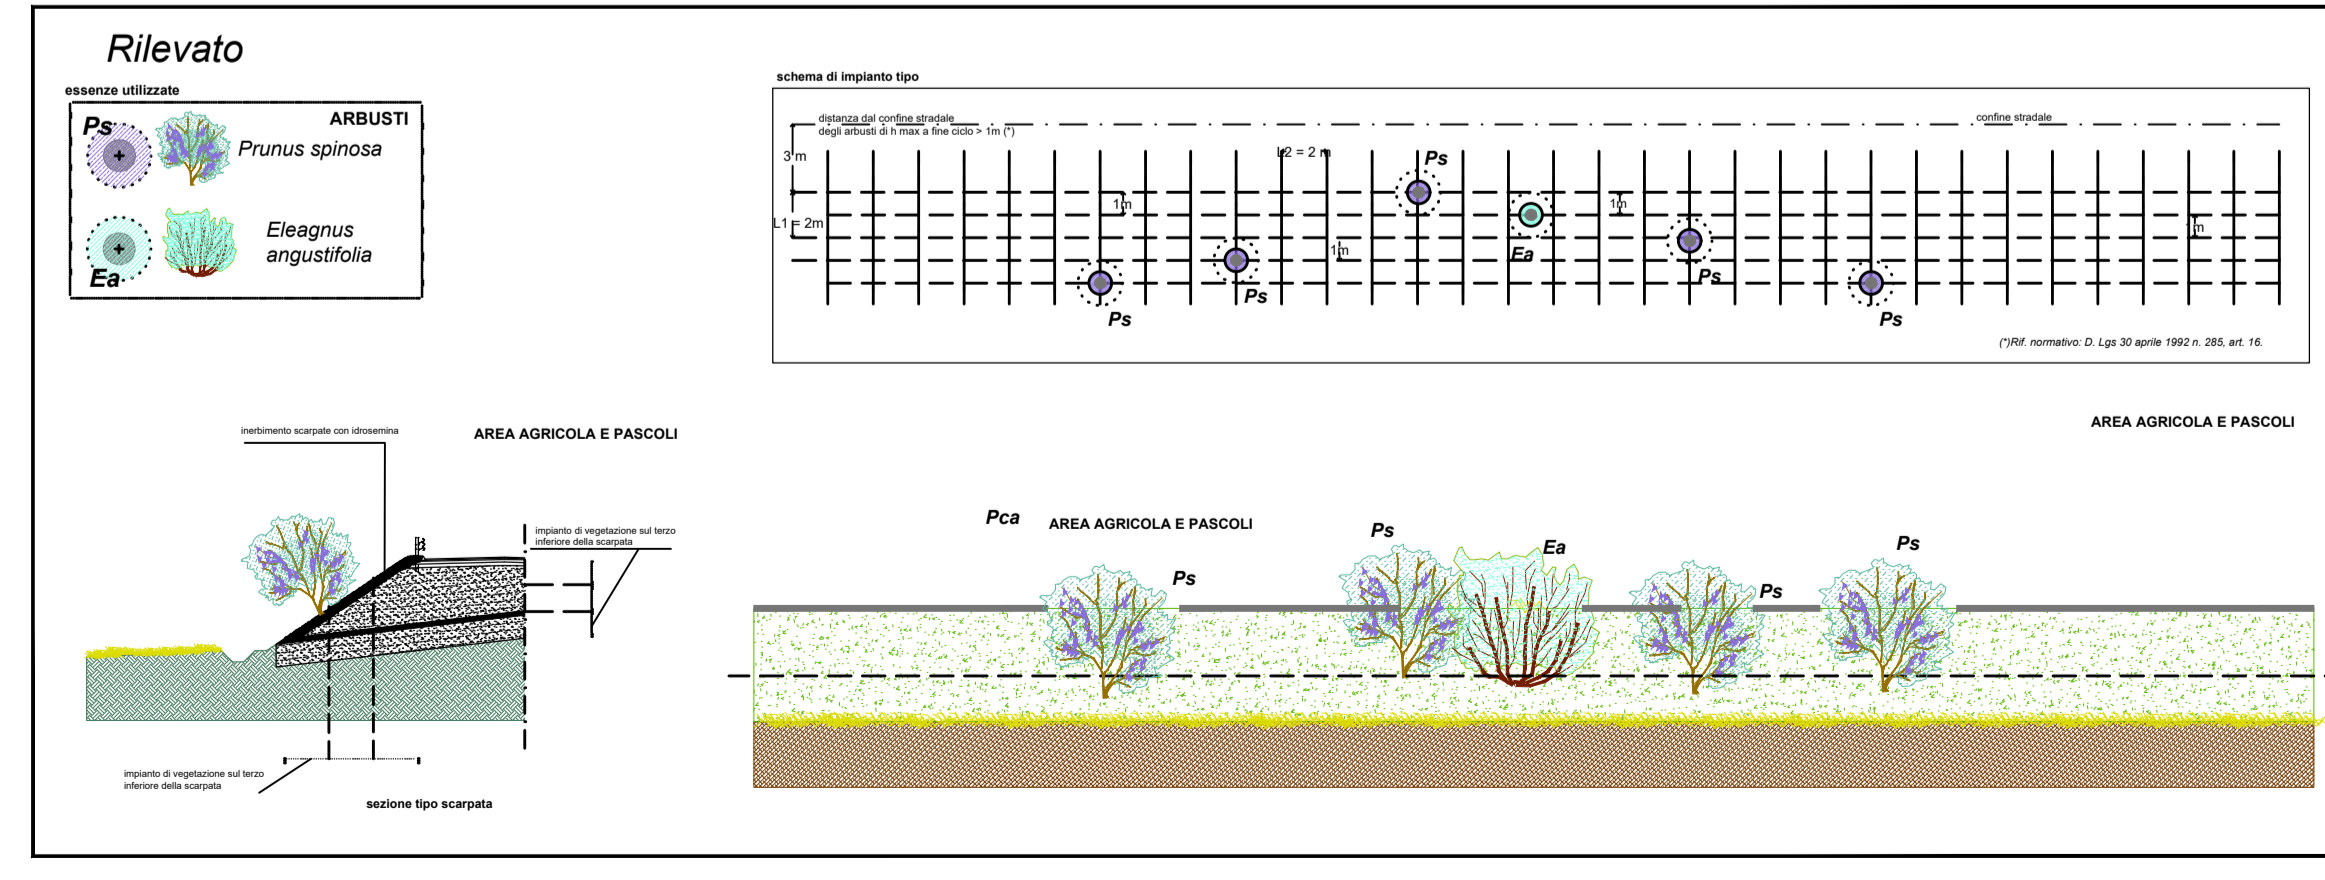 Rilevato
essenze utilizzate
Ps
ARBUSTI
Prunus spinosa
Eleagnus
angustifolia
Ea
schema di impianto tipo
distanza dal confine stradale
degli arbusti di h max a fine ciclo > 1m (*)
confine stradale
3 m
L2 = 2 m
Ps
1m
1m
L1 = 2m
1m
1m
Ea
Ps
Ps
Ps
Ps
(*)Rif. normativo: D. Lgs 30 aprile 1992 n. 285, art. 16.
inerbimento scarpate con idrosemina
AREA AGRICOLA E PASCOLI
impianto di vegetazione sul terzo
inferiore della scarpata
impianto di vegetazione sul terzo
inferiore della scarpata
sezione tipo scarpata
AREA AGRICOLA E PASCOLI
Pca
AREA AGRICOLA E PASCOLI
Ps
Ps
Ea
Ps
Ps